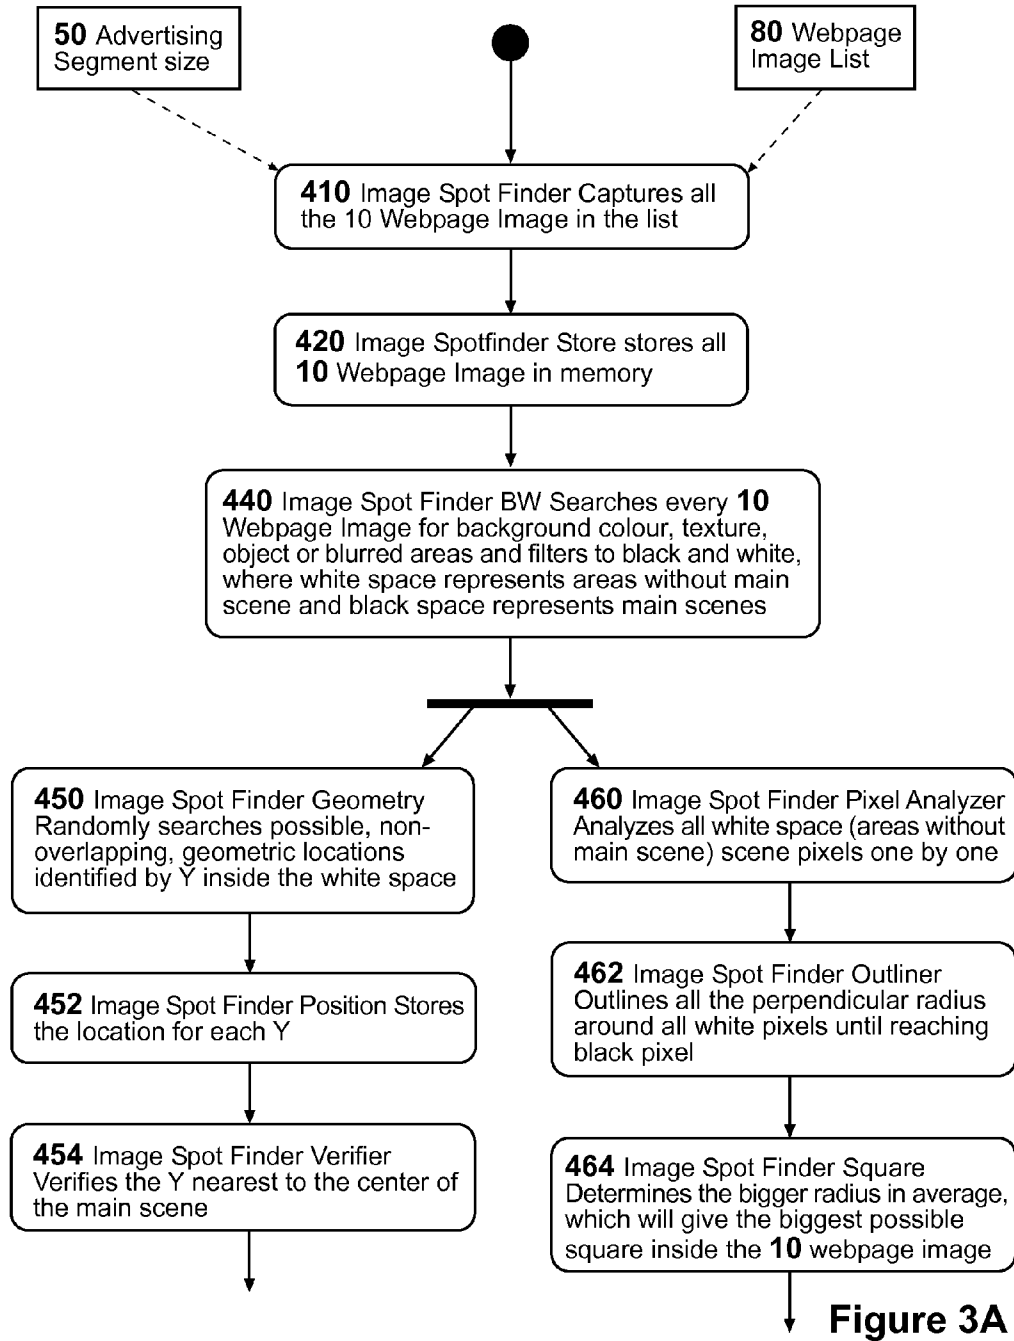 50 Advertising
Segment size
80 Webpage
Image List
410 Image Spot Finder Captures all
the 10 Webpage Image in the list
420 Image Spotfinder Store stores all
10 Webpage Image in memory
440 Image Spot Finder BW Searches every 10
Webpage Image for background colour, texture,
object or blurred areas and filters to black and white,
where white space represents areas without main
scene and black space represents main scenes
450 Image Spot Finder Geometry
Randomly searches possible, non-
overlapping, geometric locations
identified by Y inside the white space
452 Image Spot Finder Position Stores
the location for each Y
454 Image Spot Finder Verifier
Verifies the Y nearest to the center of
the main scene
460 Image Spot Finder Pixel Analyzer
Analyzes all white space (areas without
main scene) scene pixels one by one
462 Image Spot Finder Outliner
Outlines all the perpendicular radius
around all white pixels until reaching
black pixel
464 Image Spot Finder Square
Determines the bigger radius in average,
which will give the biggest possible
square inside the 10 webpage image
Figure 3A